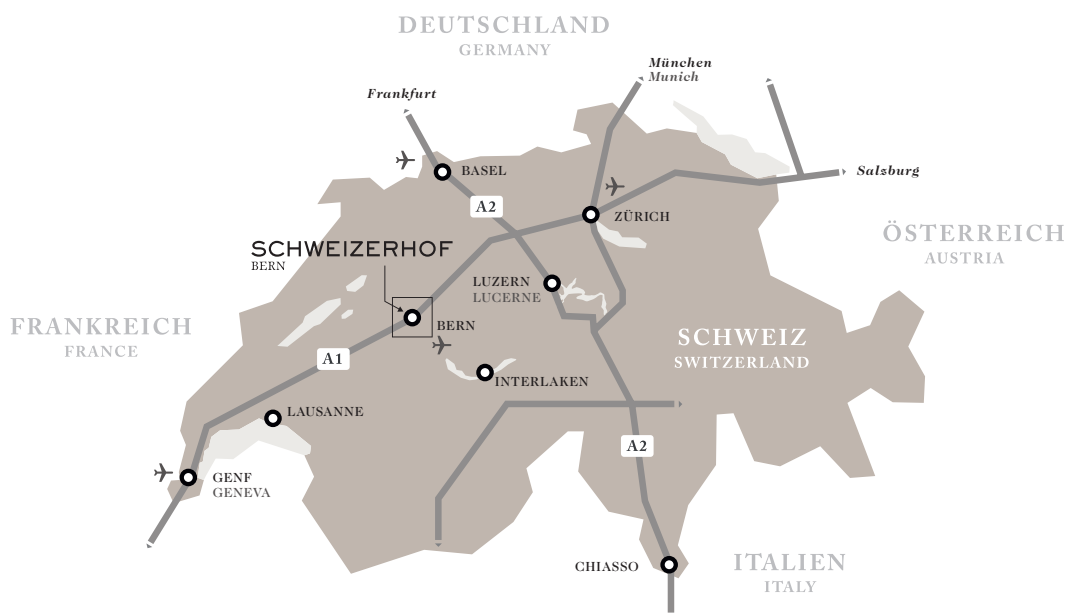 DEUTSCHLAND
GERMANY
München
Munich
Frankfurt
BASEL
Salzburg
A2
ZÜRICH
ÖSTERREICH
AUSTRIA
SCHWEIZERHOF
BERN
LUZERN
LUCERNE
FRANKREICH
FRANCE
BERN
SCHWEIZ
SWITZERLAND
A1
INTERLAKEN
LAUSANNE
A2
GENF
GENEVA
CHIASSO
ITALIEN
ITALY